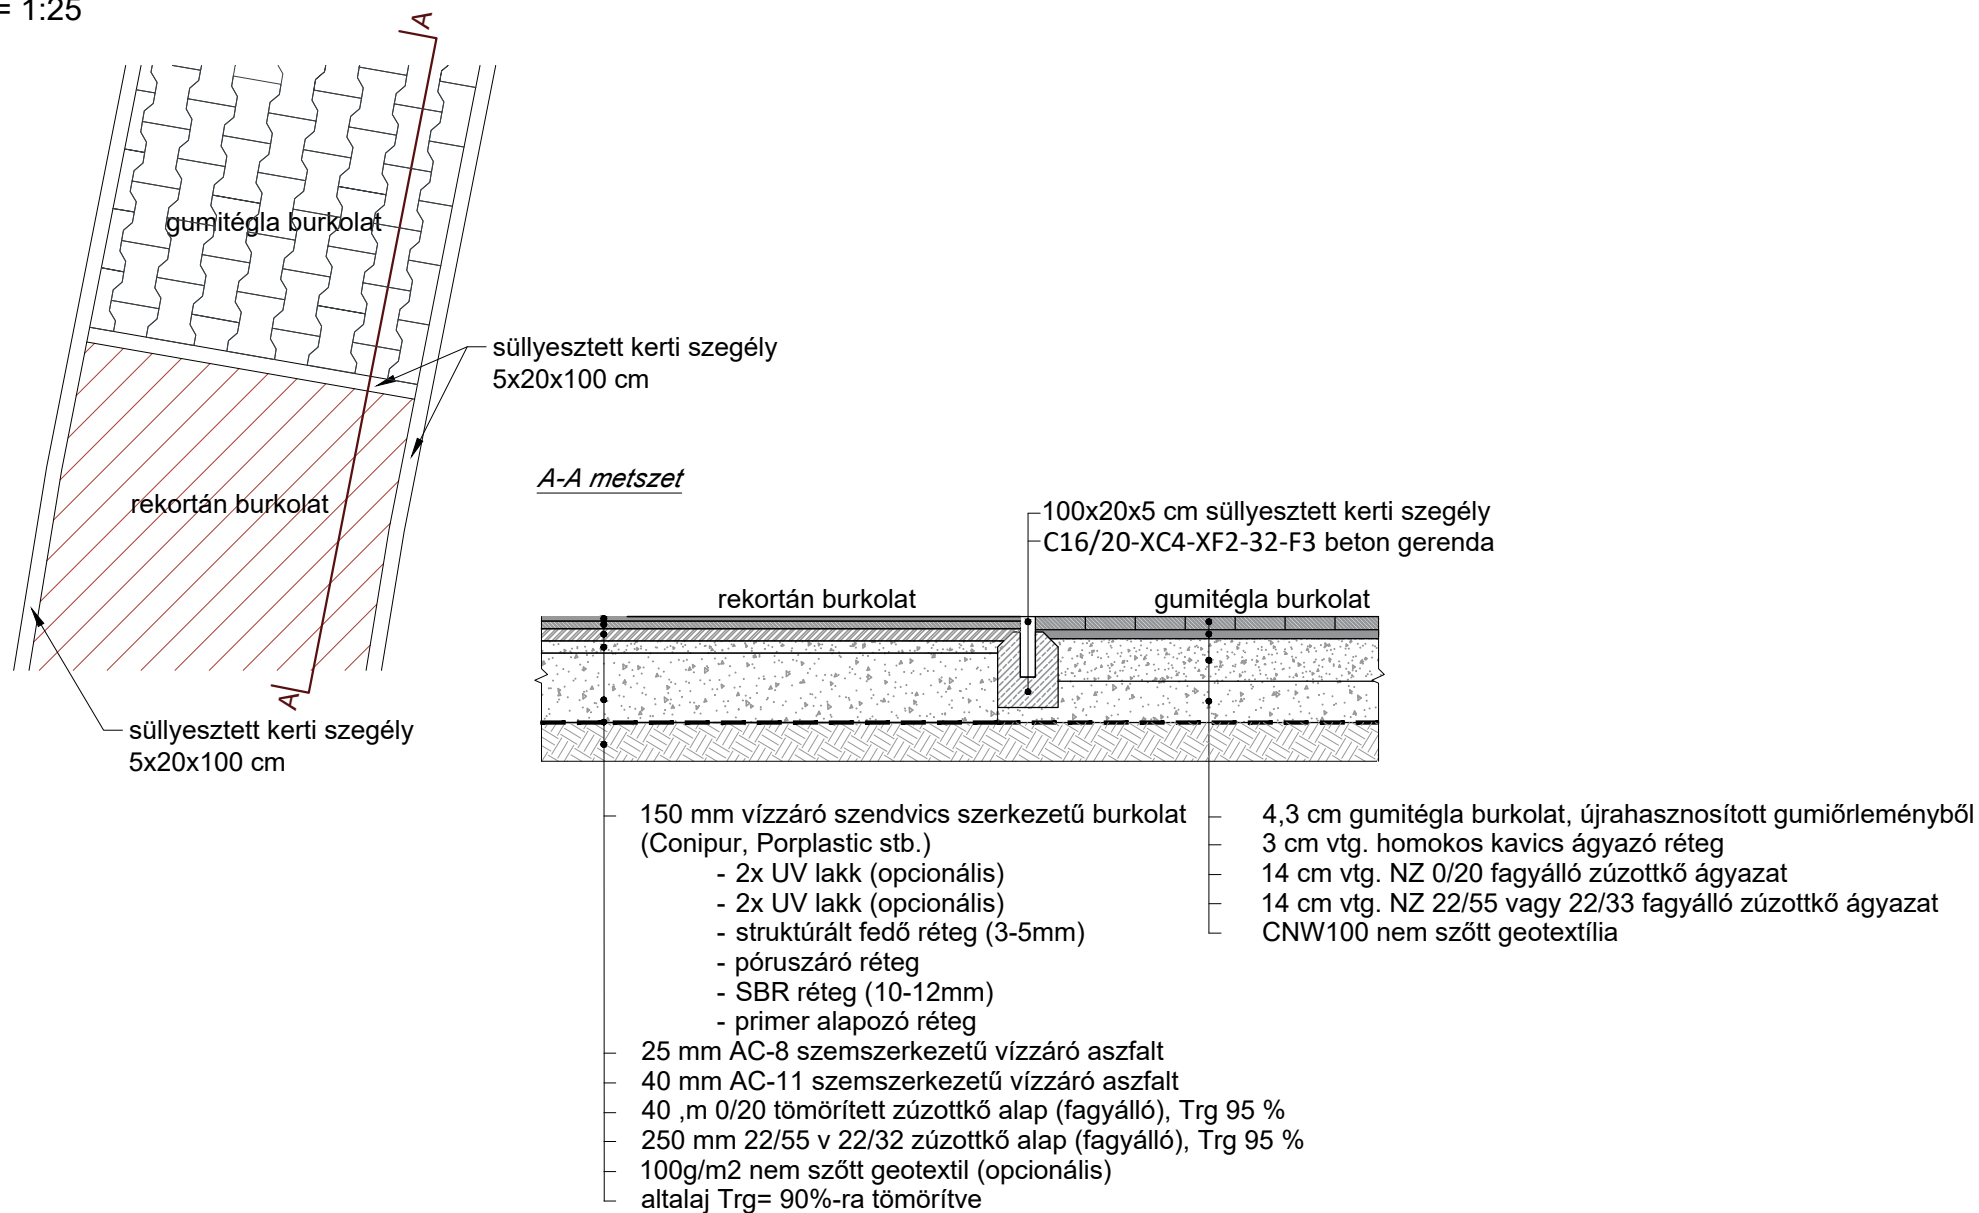 = 1:25
A
gumitégla burkolat
süllyesztett kerti szegély
5x20x100 cm
rekortán burkolat
A
süllyesztett kerti szegély
5x20x100 cm
A-A metszet
100x20x5 cm süllyesztett kerti szegély
C16/20-XC4-XF2-32-F3 beton gerenda
rekortán burkolat
gumitégla burkolat
150 mm vízzáró szendvics szerkezetű burkolat
(Conipur, Porplastic stb.)
- 2x UV lakk (opcionális)
- 2x UV lakk (opcionális)
- struktúrált fedő réteg (3-5mm)
- póruszáró réteg
- SBR réteg (10-12mm)
- primer alapozó réteg
25 mm AC-8 szemszerkezetű vízzáró aszfalt
40 mm AC-11 szemszerkezetű vízzáró aszfalt
40 ,m 0/20 tömörített zúzottkő alap (fagyálló), Trg 95 %
250 mm 22/55 v 22/32 zúzottkő alap (fagyálló), Trg 95 %
100g/m2 nem szőtt geotextil (opcionális)
altalaj Trg= 90%-ra tömörítve
4,3 cm gumitégla burkolat, újrahasznosított gumiőrleményből
3 cm vtg. homokos kavics ágyazó réteg
14 cm vtg. NZ 0/20 fagyálló zúzottkő ágyazat
14 cm vtg. NZ 22/55 vagy 22/33 fagyálló zúzottkő ágyazat
CNW100 nem szőtt geotextília